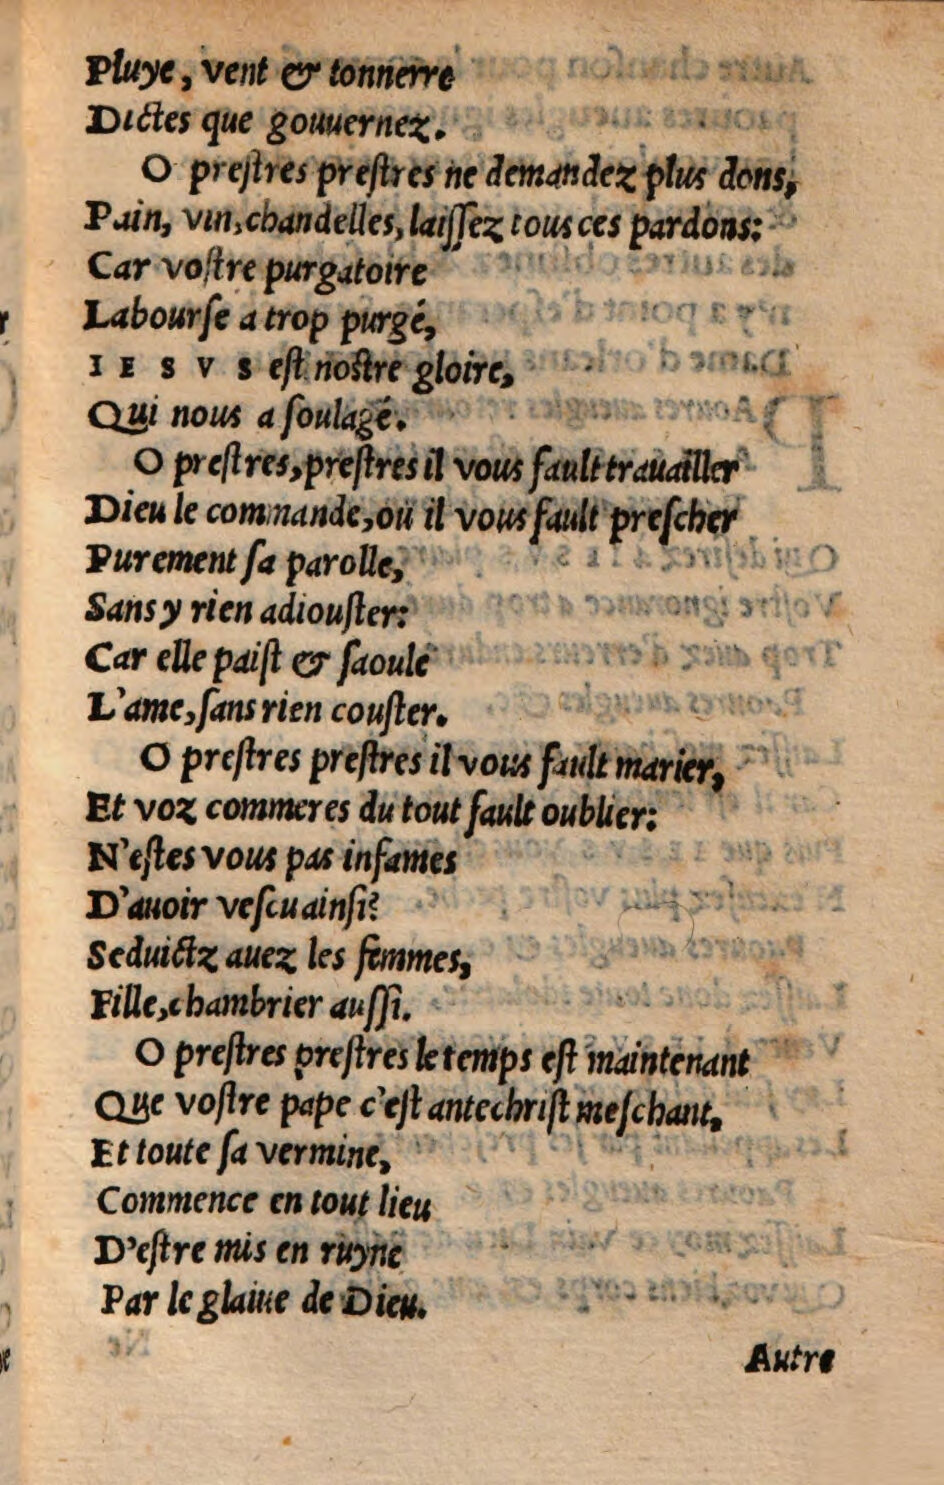 Pluye, vent & tonnerre
Dictes que gouuernez.
O preſtres preſtres ne demandez plus dons,
Pain, vin, chandelles, laiſſez tous ces pardons:
Car voſtre purgatoire
Labourſe a trop purgé,
IESVS eſt noſtre gloire,
Qui nous a ſoulagé.
O preſtres, preſtres il vous fault trauailler
Dieu le commande, ou il vous fault preſcher
Purement ſa parolle,
Sans y rien adiouſter:
Car elle paiſt & ſaoule
L'ame, ſans rien couſter.
O preſtres preſtres il vous fault marier,
Et voz commeres du tout fault oublier:
N'eſtes vous pas infames
D'auoir veſcu ainſi?
Seduictz auez les femmes,
Fille, chambrier auſſi.
O preſtres preſtres le temps eſt maintenant
Que voſtre pape c'eſt antechriſt meſchant,
Et toute ſa vermine,
Commence en tout lieu
D'eſtre mis en ruyne
Par le glaiue de Dieu.
Autre